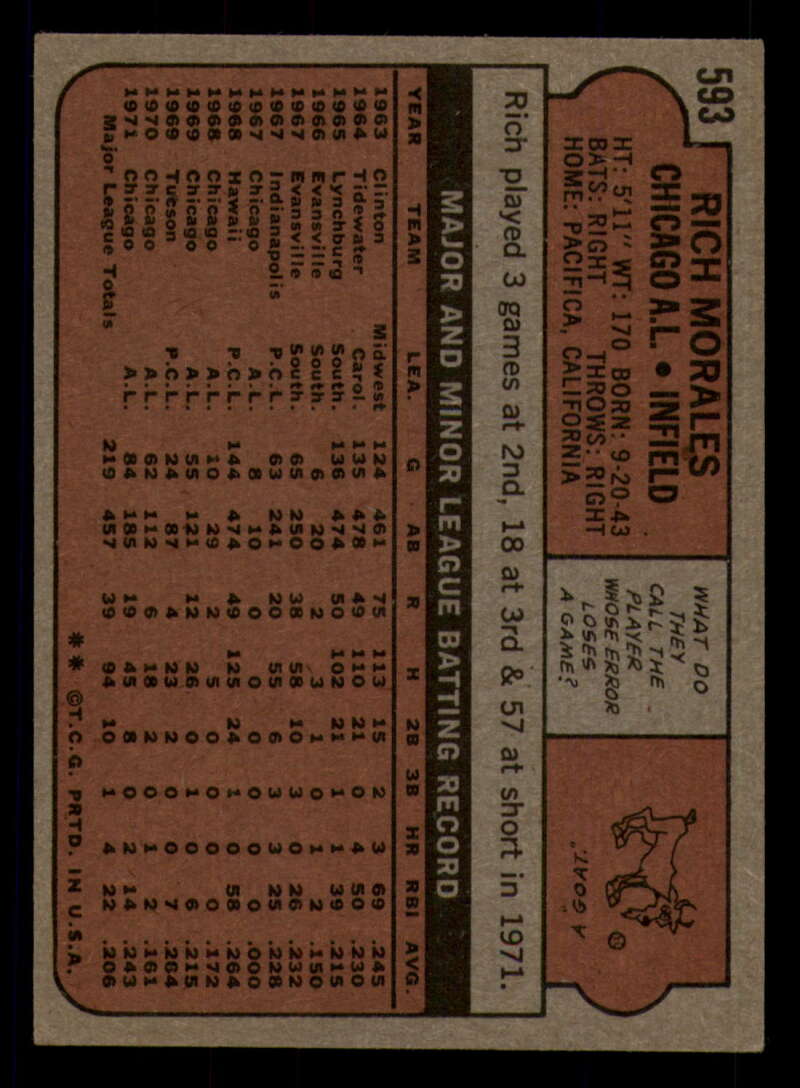 593
RICH MORALES
CHICAGO A.L. • INFIELD
HT: 5'11" WT: 170 BORN: 9-20-43
BATS: RIGHT THROWS: RIGHT
HOME: PACIFICA, CALIFORNIA
WHAT DO
THEY
CALL THE
PLAYER
WHOSE ERROR
LOSES
A GAME?
A GOAT.
Rich played 3 games at 2nd, 18 at 3rd & 57 at short in 1971.
MAJOR AND MINOR LEAGUE BATTING RECORD
YEAR TEAM LEA. G AB R H 2B 3B HR RBI AVG.
1963 Clinton Midwest 124 461 75 113 15 2 3 69 .245
1964 Tidewater Carol. 135 478 49 110 21 0 4 50 .230
1965 Lynchburg South. 136 474 50 102 21 1 1 39 .215
1966 Evansville South. 6 20 2 3 1 0 1 2 .150
1967 Evansville South. 65 250 38 58 10 3 0 26 .232
1967 Indianapolis P.C.L. 63 241 20 55 6 3 3 25 .228
1967 Chicago A.L. 8 10 0 0 0 0 0 0 .000
1968 Hawaii P.C.L. 144 474 49 125 24 1 0 58 .264
1968 Chicago A.L. 10 29 2 5 0 0 0 0 .172
1969 Chicago A.L. 55 121 12 26 0 1 0 6 .215
1969 Tucson P.C.L. 24 87 4 23 2 0 0 7 .264
1970 Chicago A.L. 62 112 6 18 2 0 1 2 .161
1971 Chicago A.L. 84 185 19 45 8 0 2 14 .243
Major League Totals 219 457 39 94 10 1 4 22 .206
** ©T.C.G. PRTD. IN U.S.A.